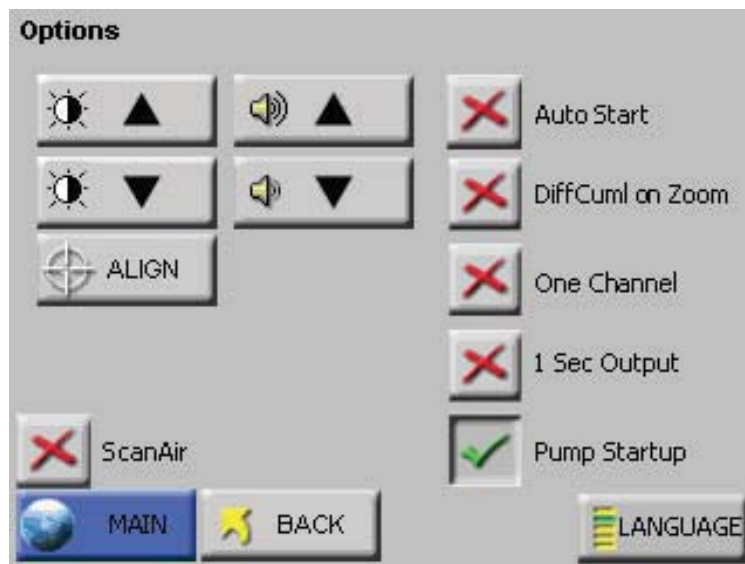 Options
Auto Start
DiffCuml on Zoom
ALIGN
One Channel
1 Sec Output
ScanAir
Pump Startup
MAIN
BACK
LANGUAGE